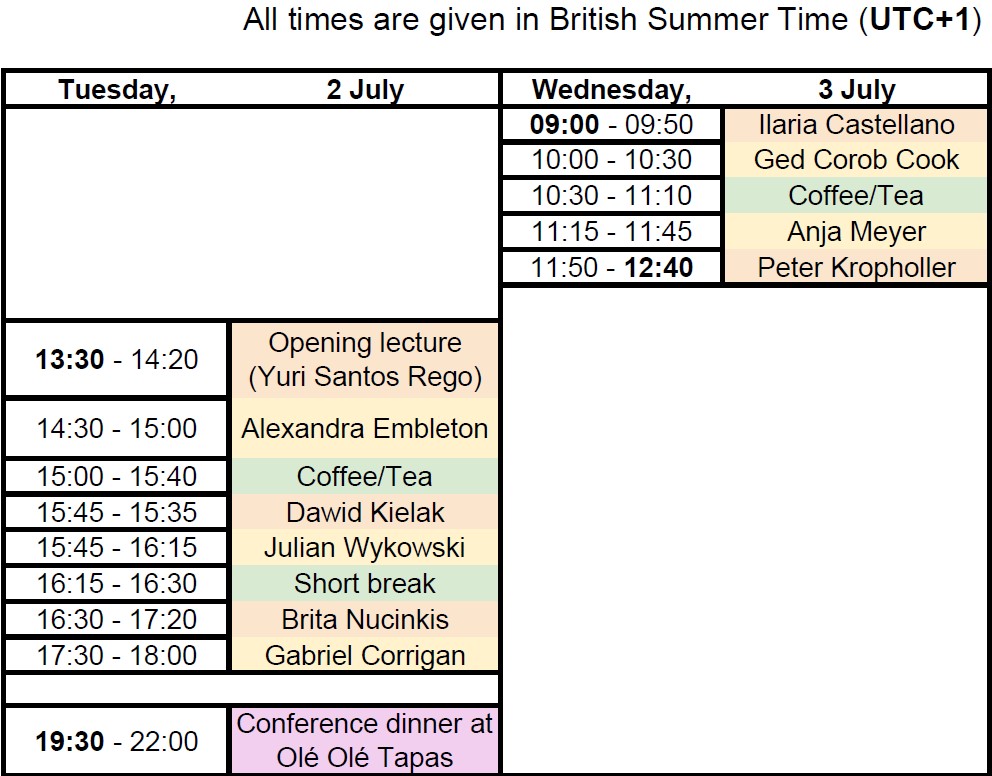 All times are given in British Summer Time (UTC+1)
Tuesday, 2 July
13:30 - 14:20 Opening lecture
(Yuri Santos Rego)
14:30 - 15:00 Alexandra Embleton
15:00 - 15:40 Coffee/Tea
15:45 - 15:35 Dawid Kielak
15:45 - 16:15 Julian Wykowski
16:15 - 16:30 Short break
16:30 - 17:20 Brita Nucinkis
17:30 - 18:00 Gabriel Corrigan
19:30 - 22:00 Conference dinner at
Olé Olé Tapas
Wednesday, 3 July
09:00 - 09:50 Ilaria Castellano
10:00 - 10:30 Ged Corob Cook
10:30 - 11:10 Coffee/Tea
11:15 - 11:45 Anja Meyer
11:50 - 12:40 Peter Kropholler